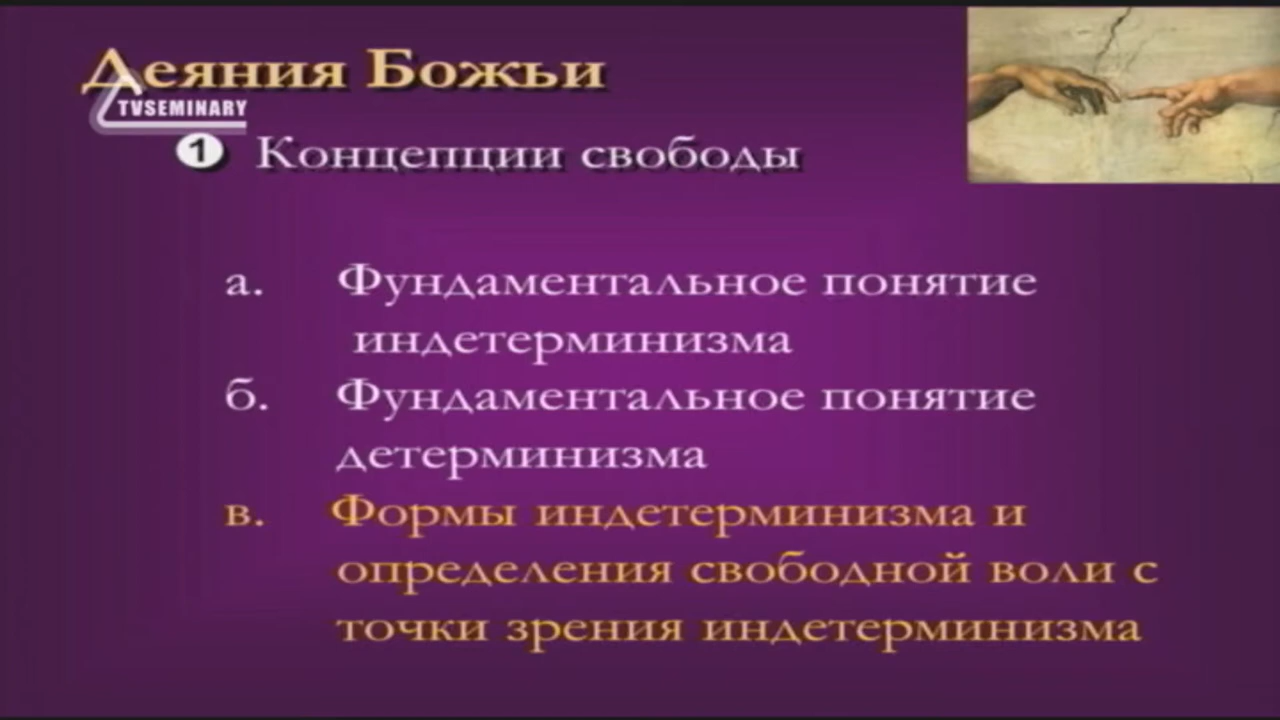 Деяния Божьи
TVSEMINARY
1 Концепции свободы
а. Фундаментальное понятие
индетерминизма
б. Фундаментальное понятие
детерминизма
в. Формы индетерминизма и
определения свободной воли с
точки зрения индетерминизма